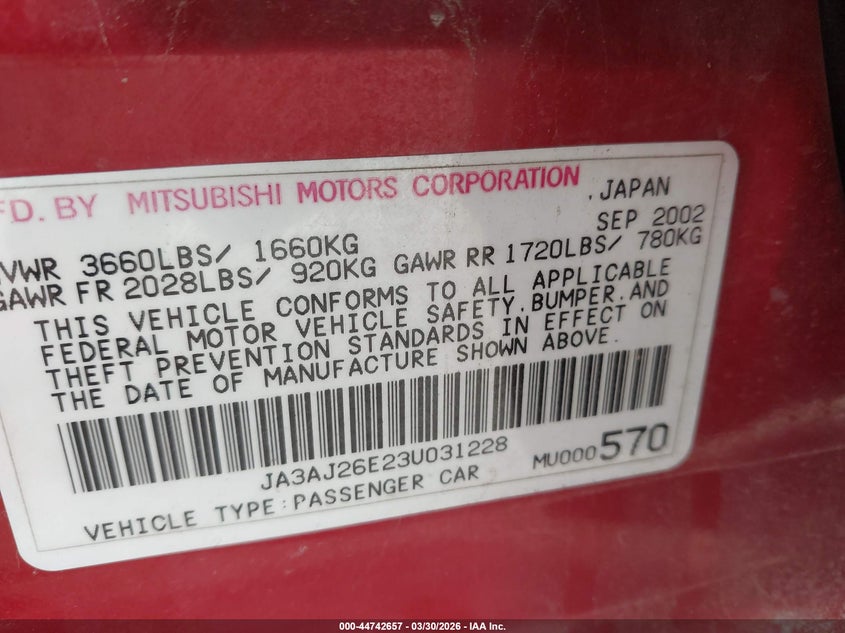 FD. BY MITSUBISHI MOTORS CORPORATION , JAPAN
SEP 2002
VWR 3660LBS/ 1660KG
GAWR FR 2028LBS/ 920KG GAWR RR 1720LBS/ 780KG
THIS VEHICLE CONFORMS TO ALL APPLICABLE
FEDERAL MOTOR VEHICLE SAFETY,BUMPER,AND
THEFT PREVENTION STANDARDS IN EFFECT ON
THE DATE OF MANUFACTURE SHOWN ABOVE.
JA3AJ26E23U031228
MU000570
VEHICLE TYPE:PASSENGER CAR
000-44742657 - 03/30/2026 - IAA Inc.